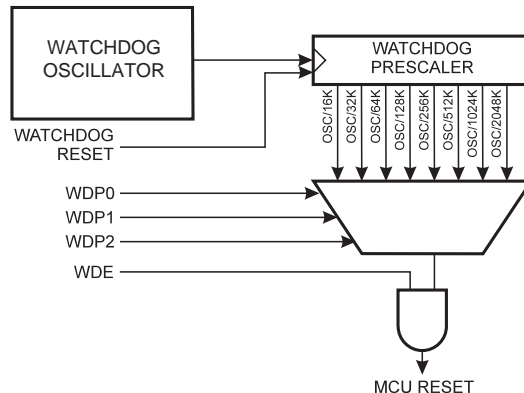 WATCHDOG
OSCILLATOR
WATCHDOG
PRESCALER
WATCHDOG
RESET
OSC/16K
OSC/32K
OSC/64K
OSC/128K
OSC/256K
OSC/512K
OSC/1024K
OSC/2048K
WDP0
WDP1
WDP2
WDE
MCU RESET